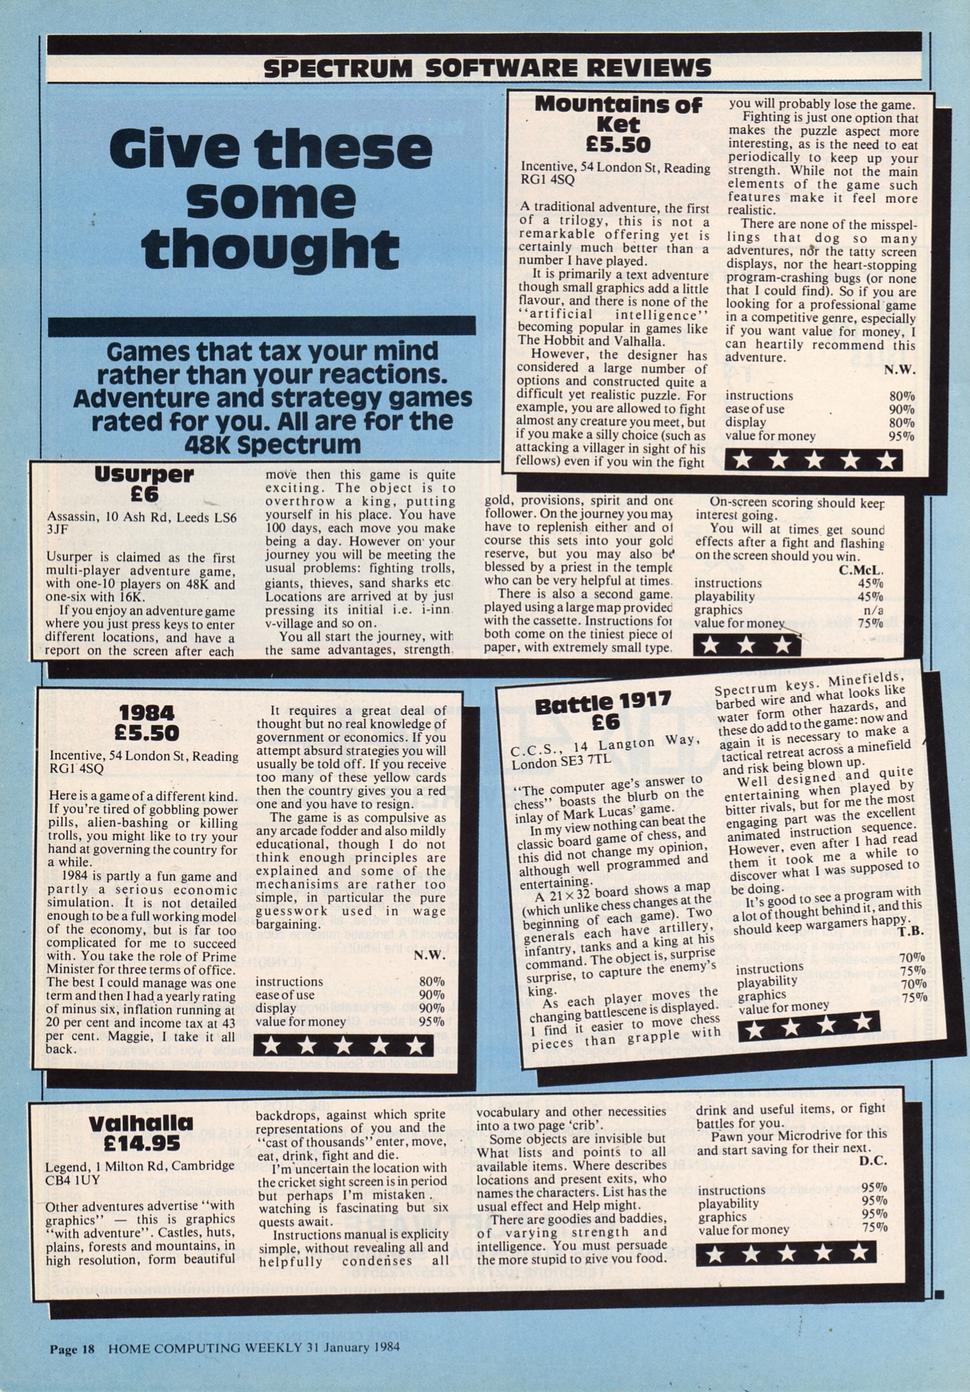 SPECTRUM SOFTWARE REVIEWS
Give these
some
thought
Games that tax your mind
rather than your reactions.
Adventure and strategy games
rated for you. All are for the
48K Spectrum
Mountains of
Ket
£5.50
Incentive, 54 London St, Reading
RG1 4SQ
A traditional adventure, the first
of a trilogy, this is not a
remarkable offering yet is
certainly much better than a
number I have played.
It is primarily a text adventure
though small graphics add a little
flavour, and there is none of the
“artificial intelligence”
becoming popular in games like
The Hobbit and Valhalla.
However, the designer has
considered a large number of
options and constructed quite a
difficult yet realistic puzzle. For
example, you are allowed to fight
almost any creature you meet, but
if you make a silly choice (such as
attacking a villager in sight of his
fellows) even if you win the fight
you will probably lose the game.
Fighting is just one option that
makes the puzzle aspect more
interesting, as is the need to eat
periodically to keep up your
strength. While not the main
elements of the game such
features make it feel more
realistic.
There are none of the misspel-
lings that dog so many
adventures, nor the tatty screen
displays, nor the heart-stopping
program-crashing bugs (or none
that I could find). So if you are
looking for a professional game
in a competitive genre, especially
if you want value for money, I
can heartily recommend this
adventure.
N.W.
instructions 80%
ease of use 90%
display 80%
value for money 95%
Usurper
£6
Assassin, 10 Ash Rd, Leeds LS6
3JF
Usurper is claimed as the first
multi-player adventure game,
with one-10 players on 48K and
one-six with 16K.
If you enjoy an adventure game
where you just press keys to enter
different locations, and have a
report on the screen after each
move then this game is quite
exciting. The object is to
overthrow a king, putting
yourself in his place. You have
100 days, each move you make
being a day. However on your
journey you will be meeting the
usual problems: fighting trolls,
giants, thieves, sand sharks etc.
Locations are arrived at by just
pressing its initial i.e. i-inn
v-village and so on.
You all start the journey, with
the same advantages, strength,
gold, provisions, spirit and one
follower. On the journey you may
have to replenish either and of
course this sets into your gold
reserve, but you may also be
blessed by a priest in the temple
who can be very helpful at times.
There is also a second game,
played using a large map provided
with the cassette. Instructions for
both come on the tiniest piece of
paper, with extremely small type.
On-screen scoring should keep
interest going.
You will at times get sound
effects after a fight and flashing
on the screen should you win.
C.McL.
instructions 45%
playability 45%
graphics n/a
value for money 75%
1984
£5.50
Incentive, 54 London St, Reading
RG1 4SQ
Here is a game of a different kind.
If you're tired of gobbling power
pills, alien-bashing or killing
trolls, you might like to try your
hand at governing the country for
a while.
1984 is partly a fun game and
partly a serious economic
simulation. It is not detailed
enough to be a full working model
of the economy, but is far too
complicated for me to succeed
with. You take the role of Prime
Minister for three terms of office.
The best I could manage was one
term and then I had a yearly rating
of minus six, inflation running at
20 per cent and income tax at 43
per cent. Maggie, I take it all
back.
It requires a great deal of
thought but no real knowledge of
government or economics. If you
attempt absurd strategies you will
usually be told off. If you receive
too many of these yellow cards
then the country gives you a red
one and you have to resign.
The game is as compulsive as
any arcade fodder and also mildly
educational, though I do not
think enough principles are
explained and some of the
mechanisims are rather too
simple, in particular the pure
guesswork used in wage
bargaining.
N.W.
instructions 80%
ease of use 90%
display 90%
value for money 95%
Battle 1917
£6
C.C.S., 14 Langton Way,
London SE3 7TL
“The computer age's answer to
chess” boasts the blurb on the
inlay of Mark Lucas' game.
In my view nothing can beat the
classic board game of chess, and
this did not change my opinion,
although well programmed and
entertaining.
A 21×32 board shows a map
(which unlike chess changes at the
beginning of each game). Two
generals each have artillery,
infantry, tanks and a king at his
command. The object is, surprise
surprise, to capture the enemy's
king.
As each player moves the
changing battlescene is displayed.
I find it easier to move chess
pieces than grapple with
Spectrum keys. Minefields,
barbed wire and what looks like
water form other hazards, and
these do add to the game: now and
again it is necessary to make a
tactical retreat across a minefield
and risk being blown up.
Well designed and quite
entertaining when played by
bitter rivals, but for me the most
engaging part was the excellent
animated instruction sequence.
However, even after I had read
them it took me a while to
discover what I was supposed to
be doing.
It's good to see a program with
a lot of thought behind it, and this
should keep wargamers happy.
T.B.
instructions 70%
playability 75%
graphics 70%
value for money 75%
Valhalla
£14.95
Legend, 1 Milton Rd, Cambridge
CB4 1UY
Other adventures advertise “with
graphics” — this is graphics
“with adventure”. Castles, huts,
plains, forests and mountains, in
high resolution, form beautiful
backdrops, against which sprite
representations of you and the
“cast of thousands” enter, move,
eat, drink, fight and die.
I'm uncertain the location with
the cricket sight screen is in period
but perhaps I'm mistaken.
watching is fascinating but six
quests await.
Instructions manual is explicity
simple, without revealing all and
helpfully condenses all
vocabulary and other necessities
into a two page ‘crib’.
Some objects are invisible but
What lists and points to all
available items. Where describes
locations and present exits, who
names the characters. List has the
usual effect and Help might.
There are goodies and baddies,
of varying strength and
intelligence. You must persuade
the more stupid to give you food.
drink and useful items, or fight
battles for you.
Pawn your Microdrive for this
and start saving for their next.
D.C.
instructions 95%
playability 95%
graphics 95%
value for money 75%
Page 18 HOME COMPUTING WEEKLY 31 January 1984